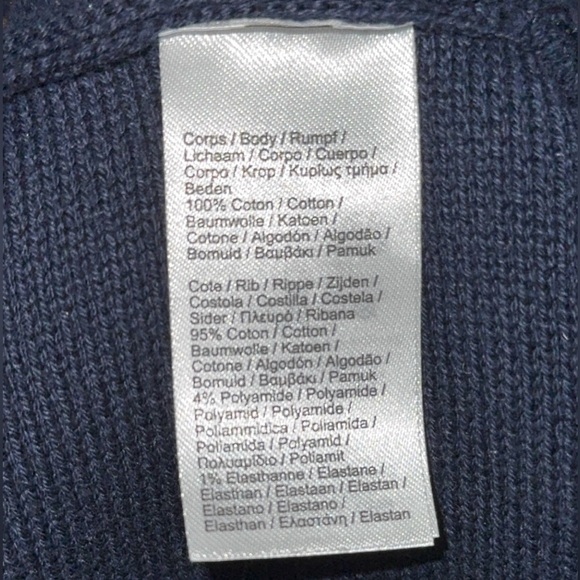 Corps / Body / Rumpf /
Lichaam / Corpo / Cuerpo /
Corpo / Krop / Κυρίως τμήμα /
Beden
100% Coton / Cotton /
Baumwolle / Katoen /
Cotone / Algodón / Algodão /
Bomuld / Βαμβάκι / Pamuk
Cote / Rib / Rippe / Zijden /
Costola / Costilla / Costela /
Sider / Πλευρό / Ribana
95% Coton / Cotton /
Baumwolle / Katoen /
Cotone / Algodón / Algodão /
Bomuld / Βαμβάκι / Pamuk
4% Polyamide / Polyamide /
Polyamid / Polyamide /
Poliammidica / Poliamida /
Poliamida / Polyamid /
Πολυαμίδιο / Poliamit
1% Elasthanne / Elastane /
Elasthan / Elastaan / Elastan /
Elastano / Elastano /
Elasthan / Ελαστάνη / Elastan